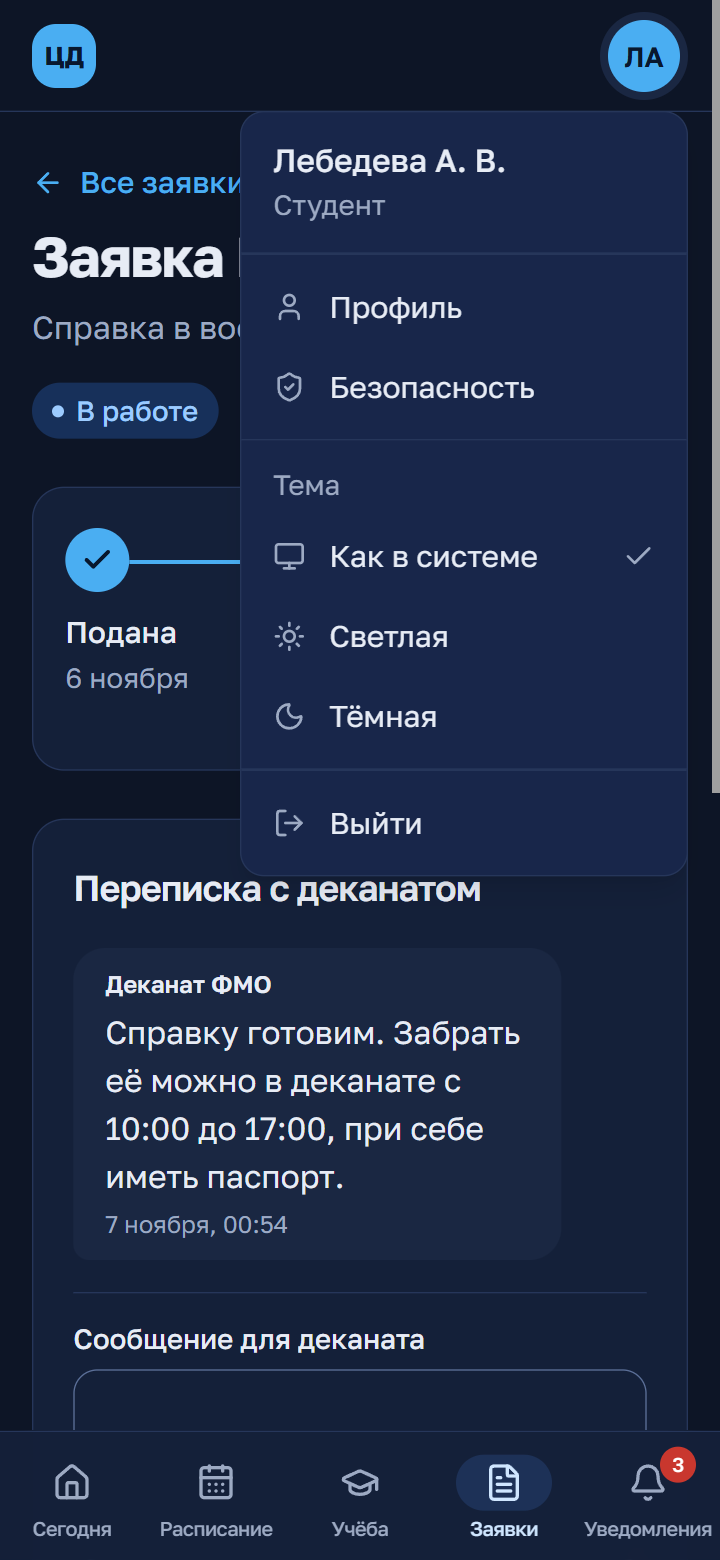 ЦД
ЛА
Все заявки
Заявка
Справка в
В работе
Лебедева А. В.
Студент
Профиль
Безопасность
Тема
Как в системе
Светлая
Тёмная
Выйти
Подана
6 ноября
Переписка с деканатом
Деканат ФМО
Справку готовим. Забрать
её можно в деканате с
10:00 до 17:00, при себе
иметь паспорт.
7 ноября, 00:54
Сообщение для деканата
3
Сегодня
Расписание
Учёба
Заявки
Уведомления